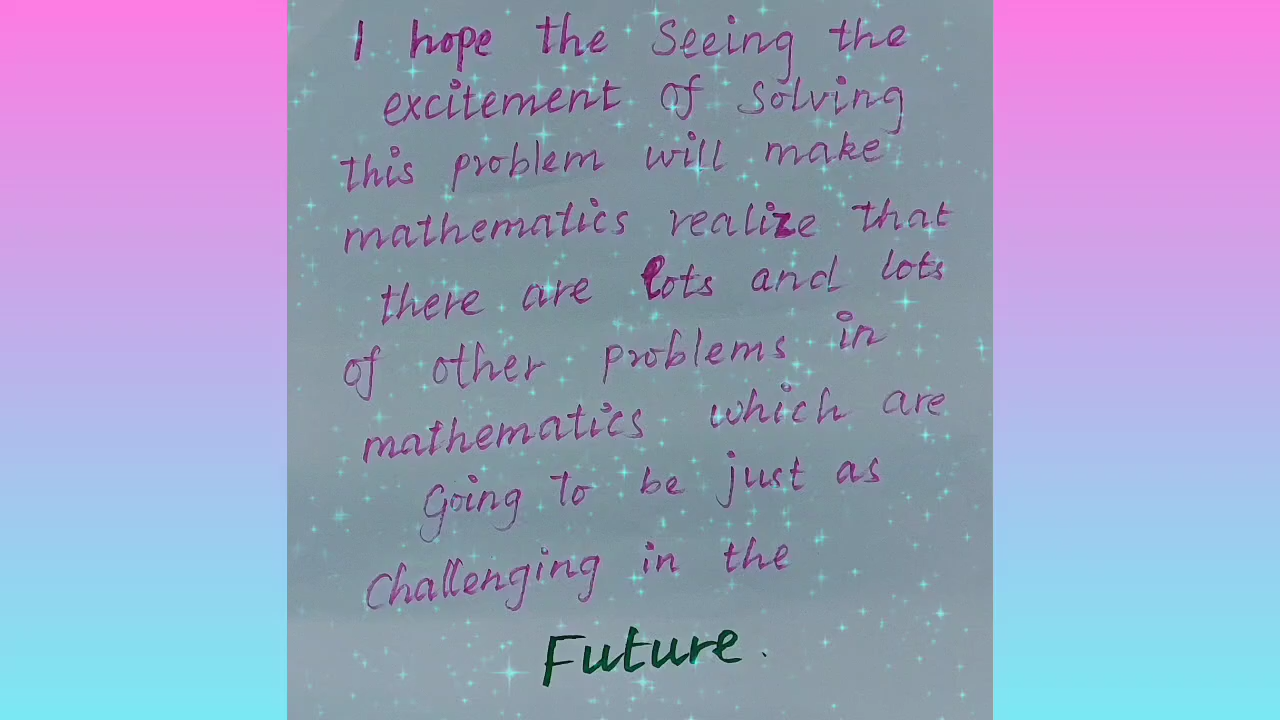 I hope the Seeing the
excitement of Solving
this problem will make
mathematics realize that
there are lots and lots
of other problems in
mathematics which are
Going to be just as
Challenging in the
Future.